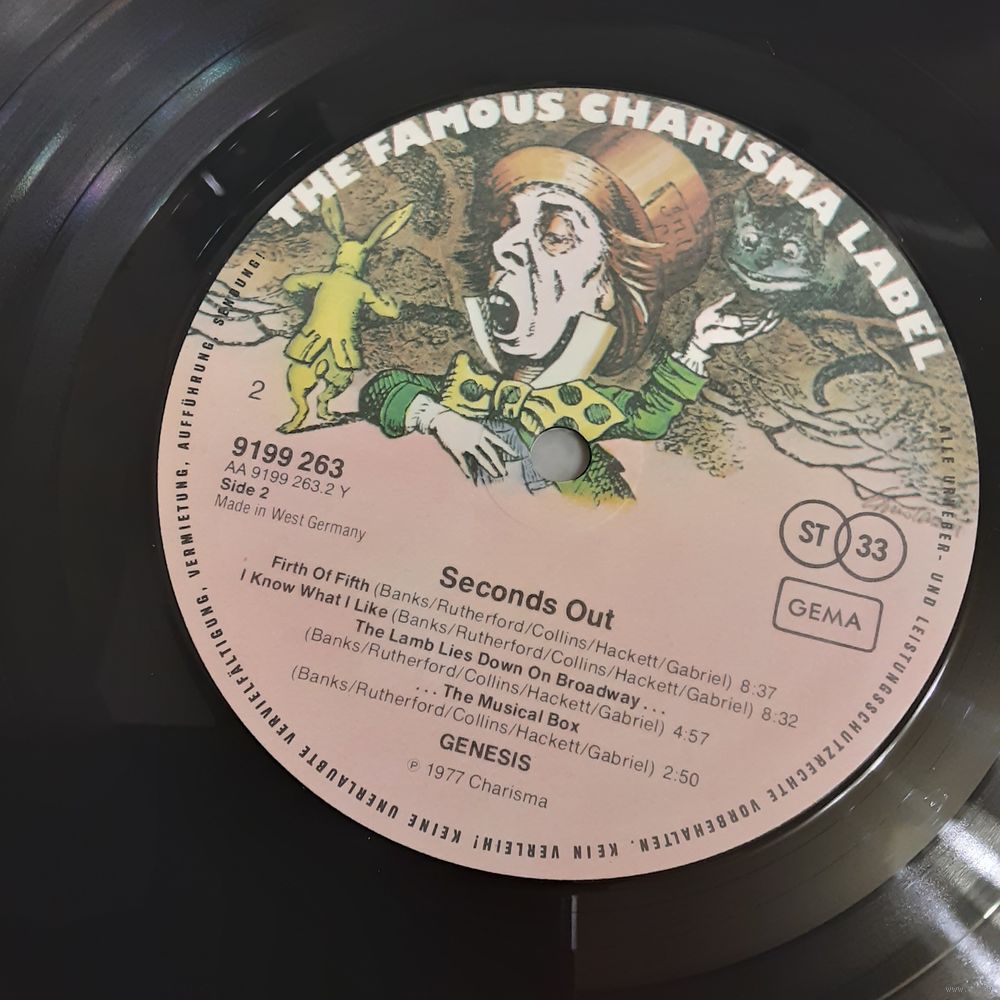 THE FAMOUS CHARISMA LABEL
2
9199 263
AA 9199 263.2 Y
Side 2
Made in West Germany
ST 33
GEMA
Seconds Out
Firth Of Fifth (Banks/Rutherford/Collins/Hackett/Gabriel) 8:37
I Know What I Like (Banks/Rutherford/Collins/Hackett/Gabriel) 8:32
The Lamb Lies Down On Broadway...
(Banks/Rutherford/Collins/Hackett/Gabriel) 4:57
...The Musical Box
(Banks/Rutherford/Collins/Hackett/Gabriel) 2:50
GENESIS
℗ 1977 Charisma
ALLE URHEBER- UND LEISTUNGSSCHUTZRECHTE VORBEHALTEN. KEIN VERLEIH! KEINE UNERLAUBTE VERVIELFÄLTIGUNG, VERMIETUNG, AUFFÜHRUNG, SENDUNG!